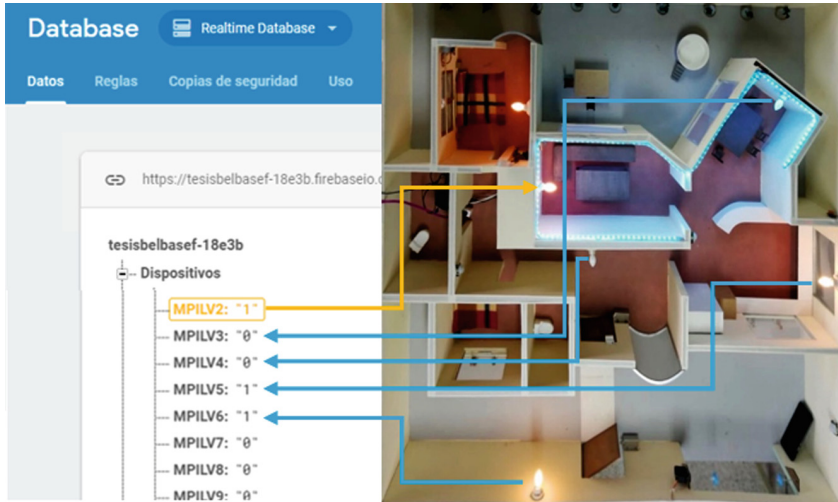 Database Realtime Database
Datos Reglas Copias de seguridad Uso
https://tesisbelbasef-18e3b.firebaseio.c
tesisbelbasef-18e3b
Dispositivos
MPILV2: "1"
MPILV3: "0"
MPILV4: "0"
MPILV5: "1"
MPILV6: "1"
MPILV7: "0"
MPILV8: "0"
MPILV9: "0"